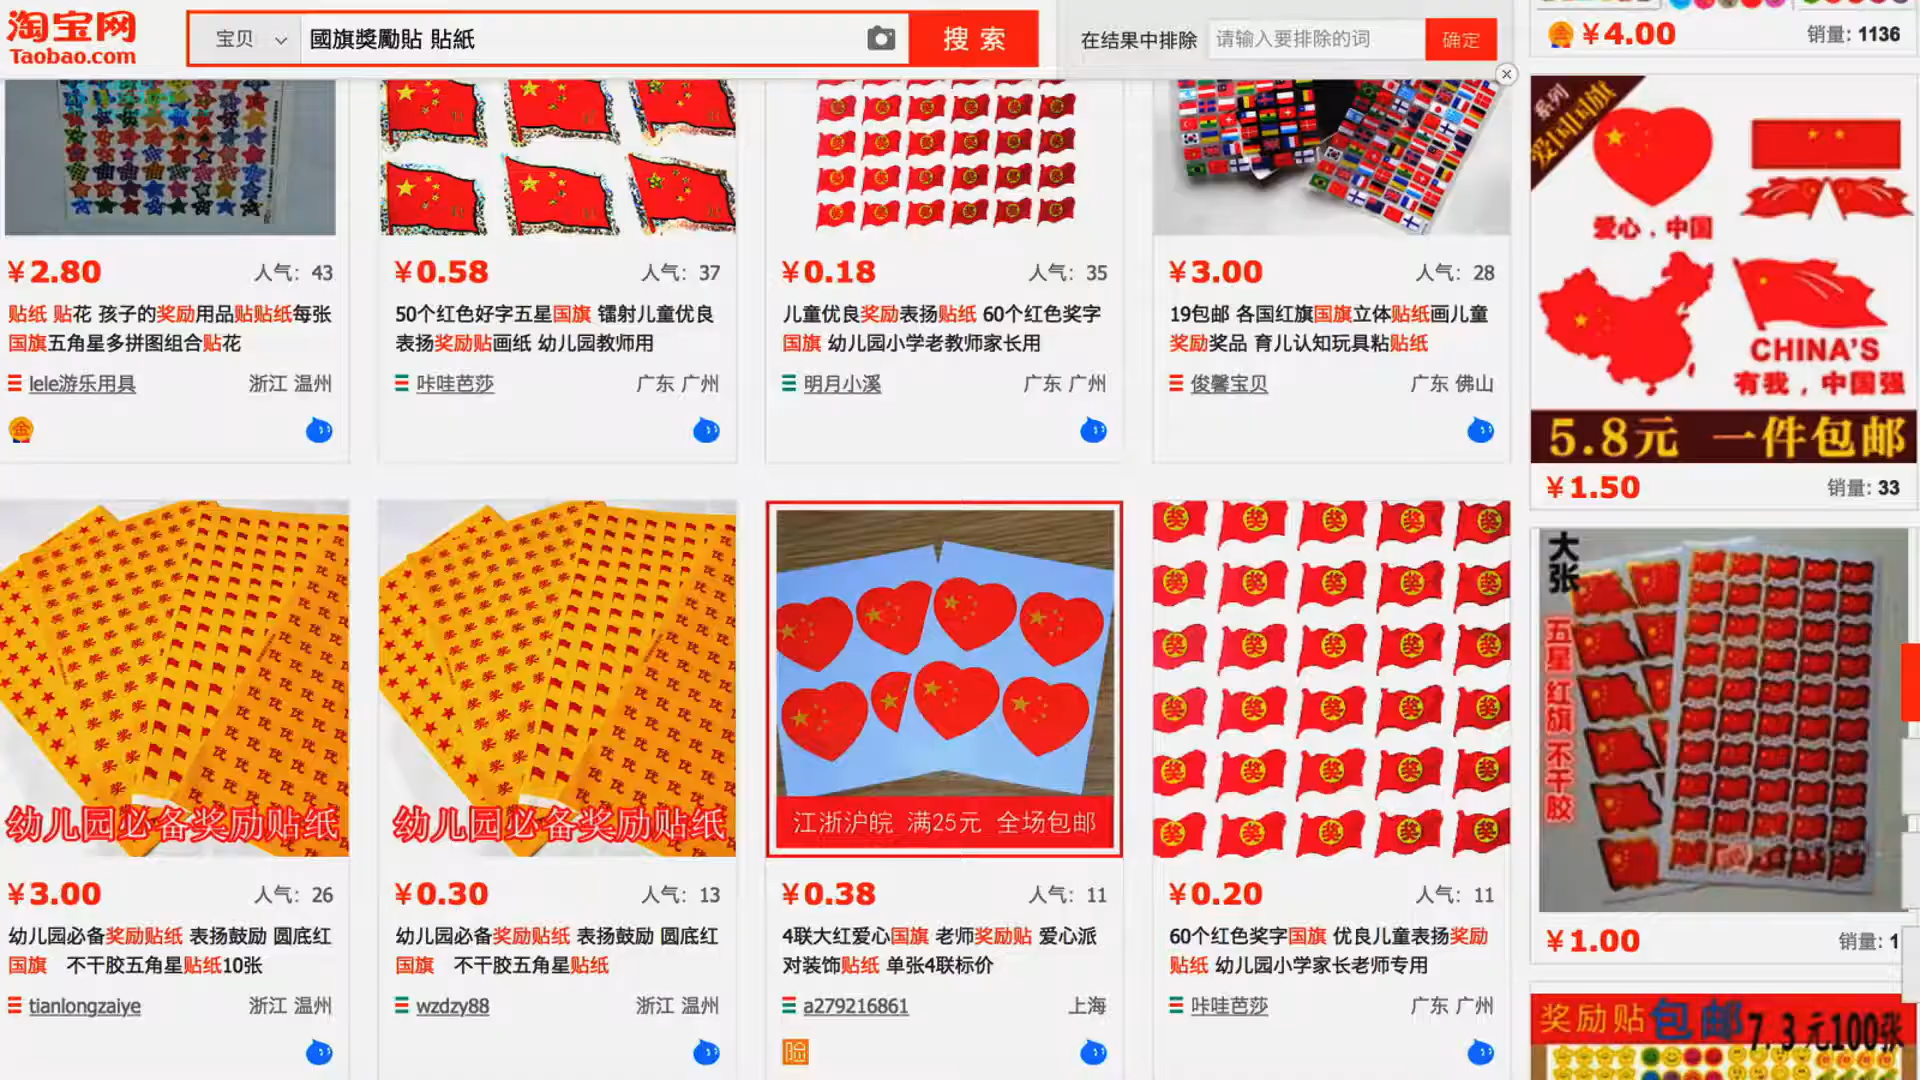 淘宝网
Taobao.com
宝贝
國旗獎勵貼 貼紙
搜 索
在结果中排除
请输入要排除的词
确定
¥4.00
销量: 1136
¥2.80
人气: 43
贴纸 贴花 孩子的奖励用品贴贴纸每张
国旗五角星多拼图组合贴花
lele游乐用具
浙江 温州
金
¥0.58
人气: 37
50个红色好字五星国旗 镭射儿童优良
表扬奖励贴画纸 幼儿园教师用
咔哇芭莎
广东 广州
¥0.18
人气: 35
儿童优良奖励表扬贴纸 60个红色奖字
国旗 幼儿园小学老教师家长用
明月小溪
广东 广州
¥3.00
人气: 28
19包邮 各国红旗国旗立体贴纸画儿童
奖励奖品 育儿认知玩具粘贴纸
俊馨宝贝
广东 佛山
爱国国旗
系列
爱心，中国
CHINA'S
有我，中国强
5.8元 一件包邮
¥1.50
销量: 33
幼儿园必备奖励贴纸
¥3.00
人气: 26
幼儿园必备奖励贴纸 表扬鼓励 圆底红
国旗 不干胶五角星贴纸10张
tianlongzaiye
浙江 温州
幼儿园必备奖励贴纸
¥0.30
人气: 13
幼儿园必备奖励贴纸 表扬鼓励 圆底红
国旗 不干胶五角星贴纸
wzdzy88
浙江 温州
江浙沪皖 满25元 全场包邮
¥0.38
人气: 11
4联大红爱心国旗 老师奖励贴 爱心派
对装饰贴纸 单张4联标价
a279216861
上海
¥0.20
人气: 11
60个红色奖字国旗 优良儿童表扬奖励
贴纸 幼儿园小学家长老师专用
咔哇芭莎
广东 广州
大张
五星红旗不干胶
¥1.00
销量: 1
奖励贴包邮7.3元100张